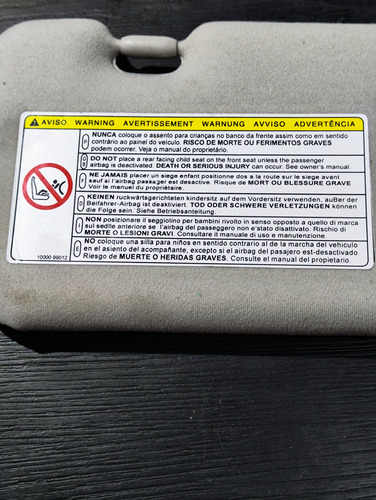 AVISO WARNING AVERTISSEMENT WARNUNG AVVISO ADVERTÊNCIA
P NUNCA coloque o assento para crianças no banco da frente assim como em sentido
contrario ao painel do veículo. RISCO DE MORTE OU FERIMENTOS GRAVES
podem ocorrer. Veja o manual do proprietário.
G DO NOT place a rear facing child seat on the front seat unless the passenger
airbag is deactivated. DEATH OR SERIOUS INJURY can occur. See owner's manual.
F NE JAMAIS placer un siege enfant positionne dos a la route sur le siege avant
sauf si l'airbag passager est desactive. Risque de MORT OU BLESSURE GRAVE
Voir le manuel du propriétaire.
D KEINEN ruckwärtsgerichteten kindersitz auf dem Vordersitz verwenden, außer der
Beifahrer-Airbag ist deaktiviert. TOD ODER SCHWERE VERLETZUNGEN können
die Folge sein. Siehe Betriebsanleitung.
I NON posizionare il seggiolino per bambini rivolto in senso opposto a quello di marca
sul sedile anteriore se l'airbag del passeggero non e'stato disattivato. Rischio di
MORTE O LESIONI GRAVI. Consultare il manuale di uso e manutenzione.
E NO coloque una silla para niños en sentido contrario al de la marcha del vehiculo
en el asiento del acompañante, excepto si el airbag del pasajero est-desactivado.
Riesgo de MUERTE O HERIDAS GRAVES. Consulte el manual del propietario.
10000 99012